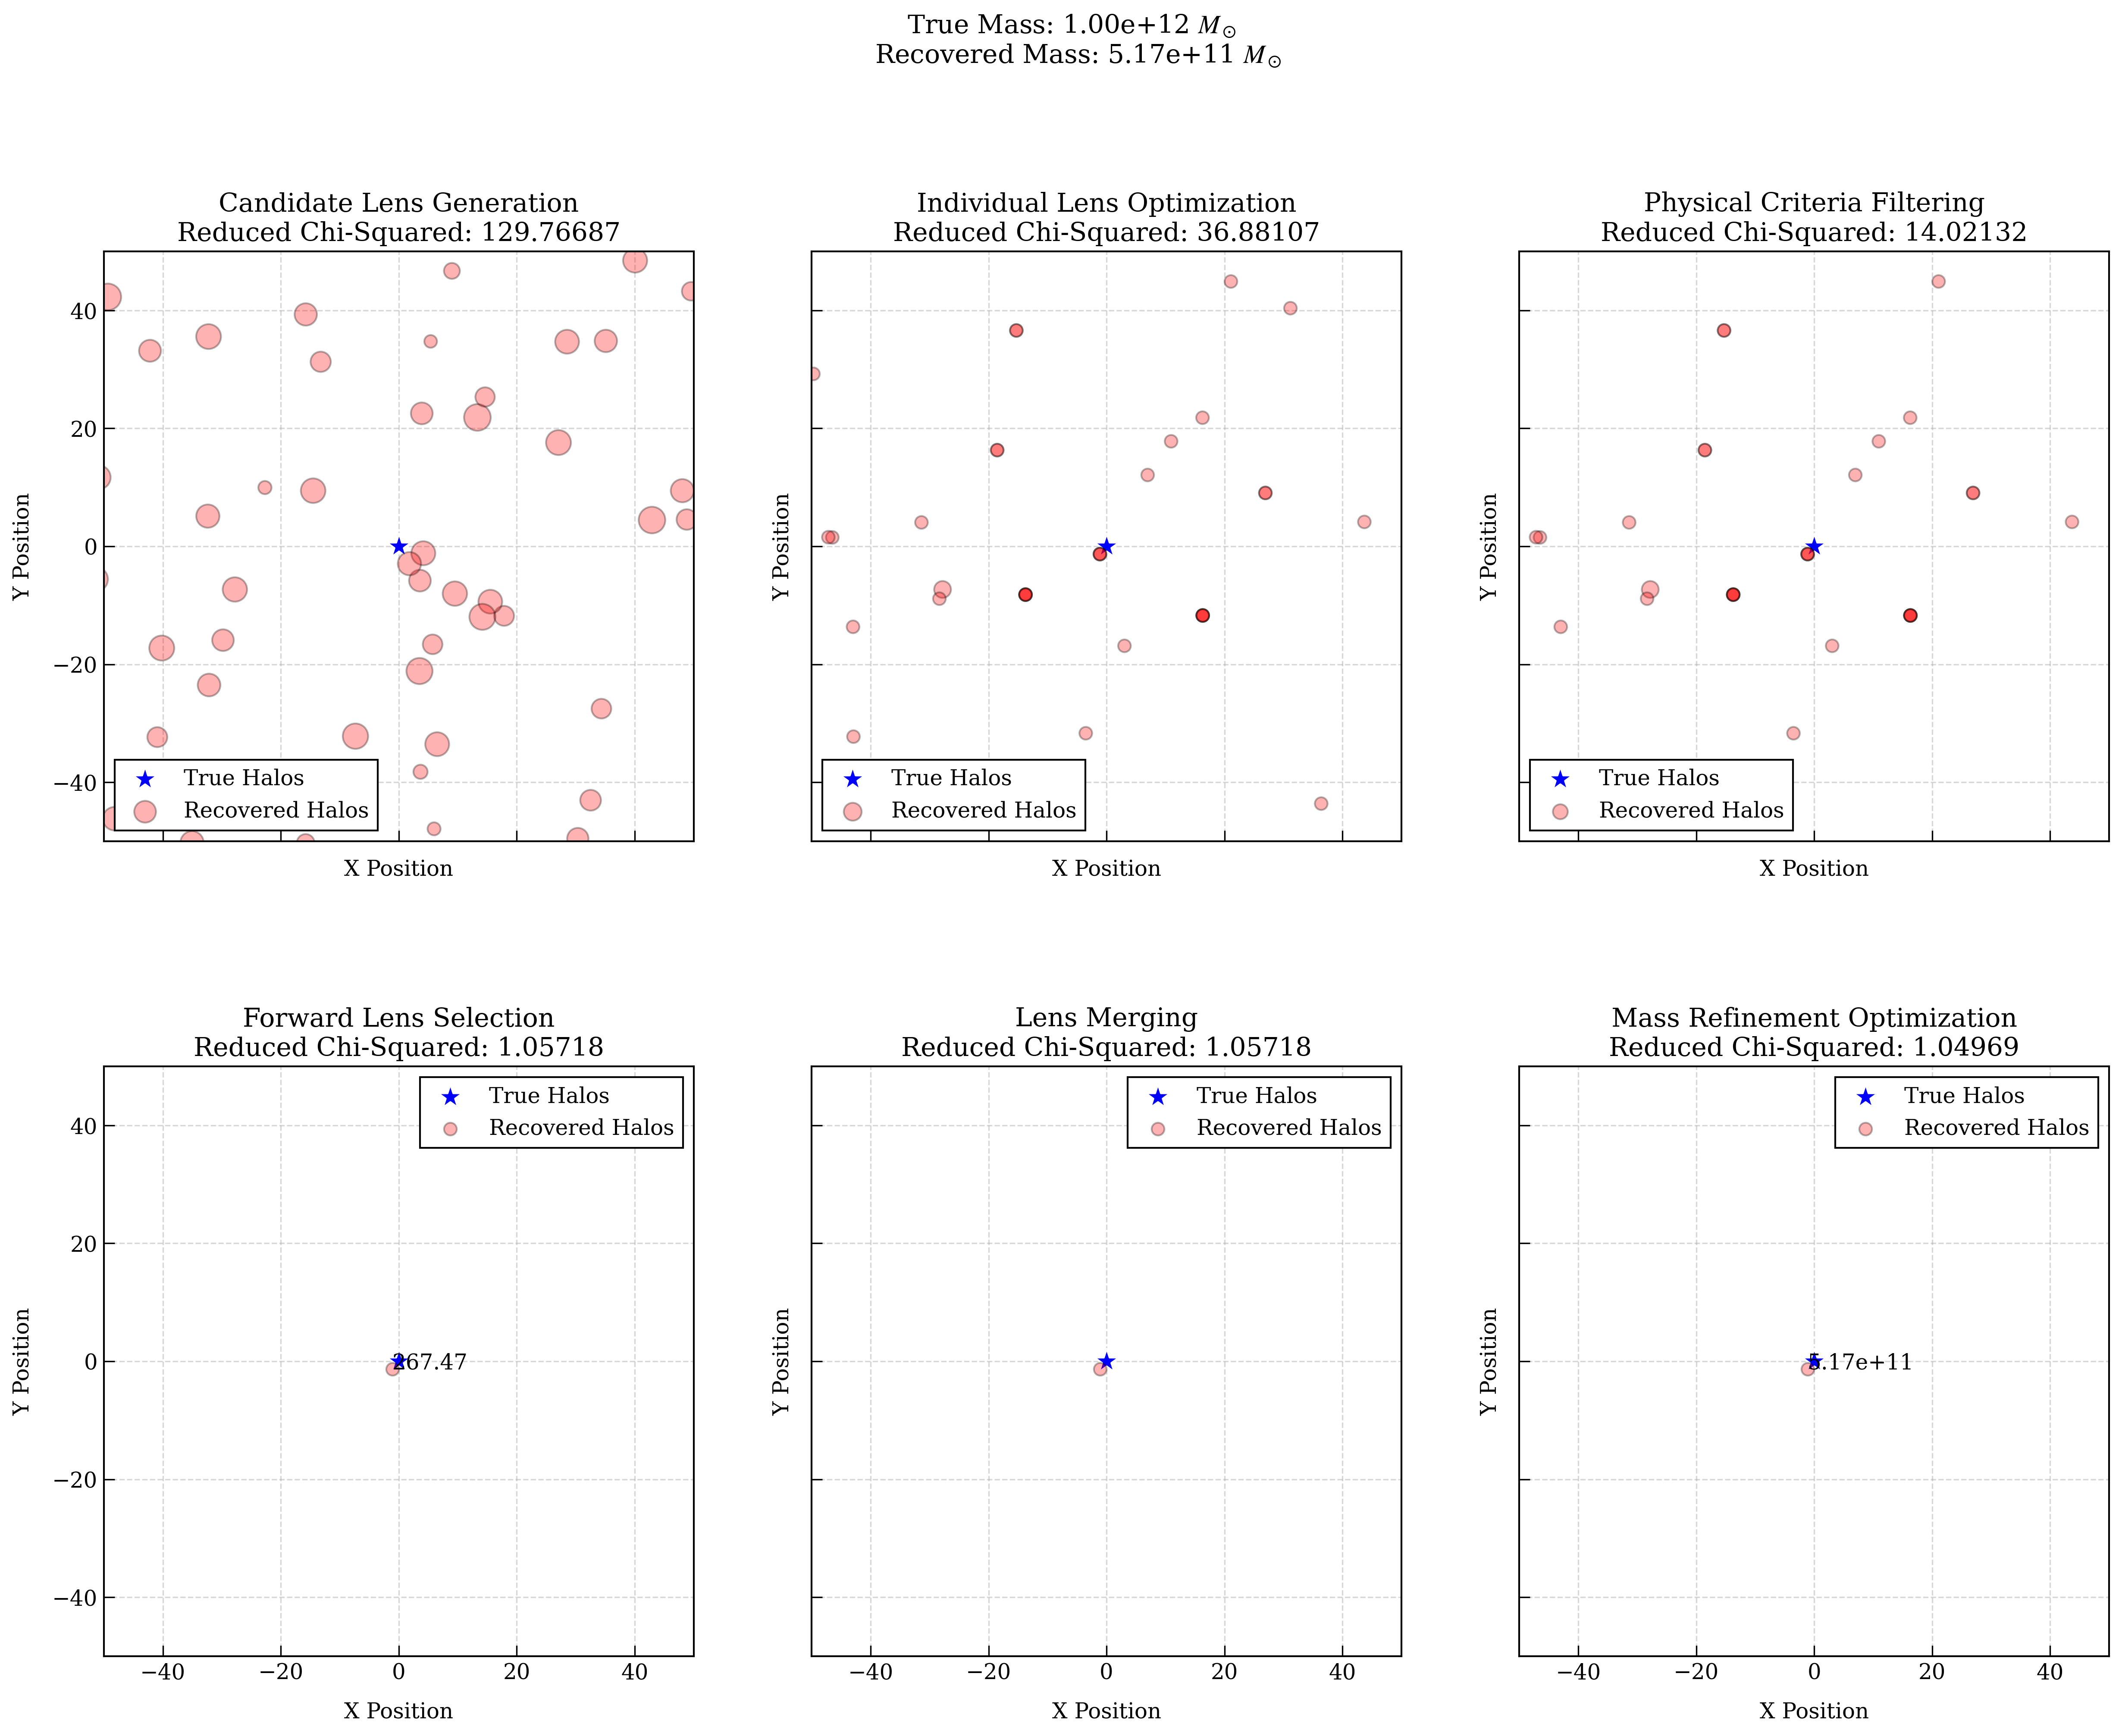 True Mass: 1.00e+12 M⊙
Recovered Mass: 5.17e+11 M⊙
Candidate Lens Generation
Reduced Chi-Squared: 129.76687
Y Position
40
20
0
−20
−40
True Halos
Recovered Halos
X Position
Individual Lens Optimization
Reduced Chi-Squared: 36.88107
Y Position
True Halos
Recovered Halos
X Position
Physical Criteria Filtering
Reduced Chi-Squared: 14.02132
Y Position
True Halos
Recovered Halos
X Position
Forward Lens Selection
Reduced Chi-Squared: 1.05718
True Halos
Recovered Halos
Y Position
40
20
0
−20
−40
267.47
−40 −20 0 20 40
X Position
Lens Merging
Reduced Chi-Squared: 1.05718
True Halos
Recovered Halos
Y Position
−40 −20 0 20 40
X Position
Mass Refinement Optimization
Reduced Chi-Squared: 1.04969
True Halos
Recovered Halos
Y Position
5.17e+11
−40 −20 0 20 40
X Position